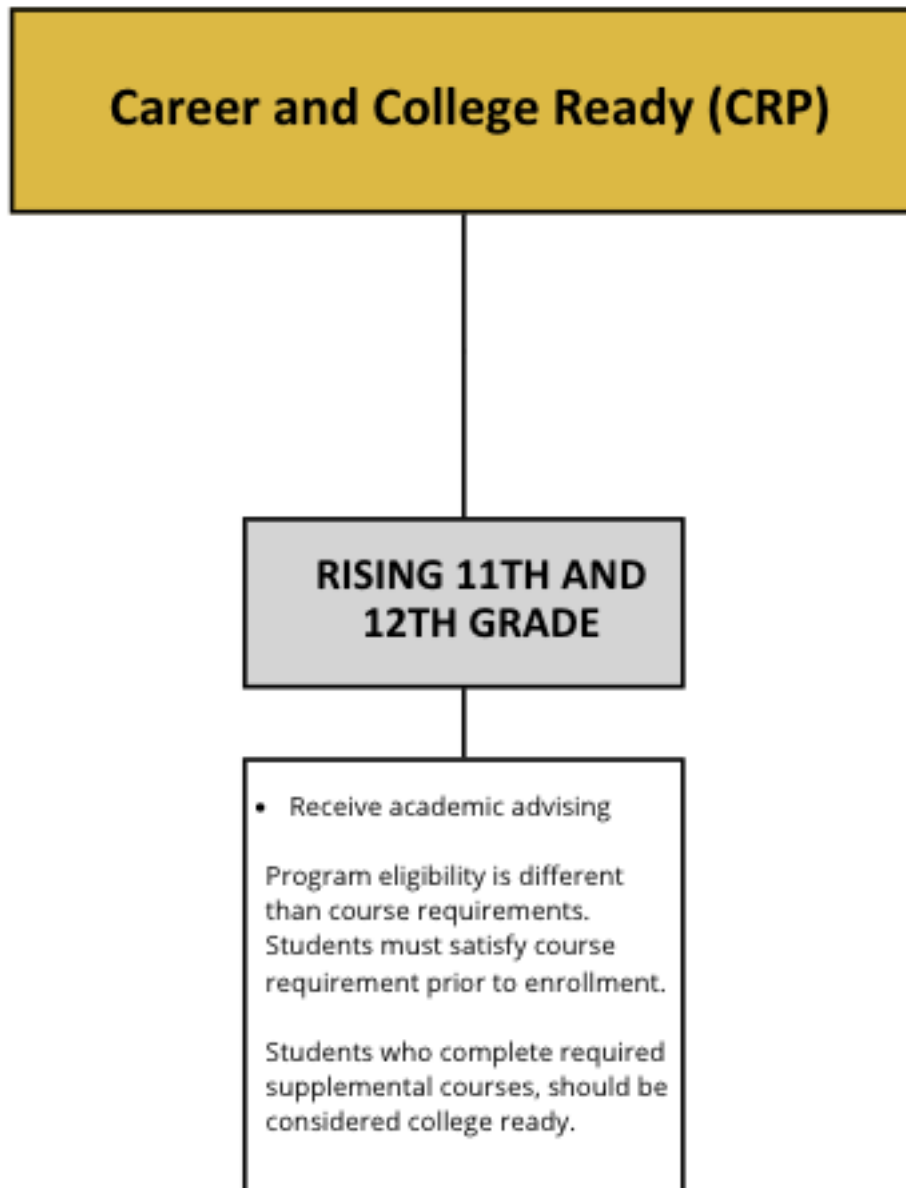 Career and College Ready (CRP)
RISING 11TH AND
12TH GRADE
• Receive academic advising
Program eligibility is different
than course requirements.
Students must satisfy course
requirement prior to enrollment.
Students who complete required
supplemental courses, should be
considered college ready.